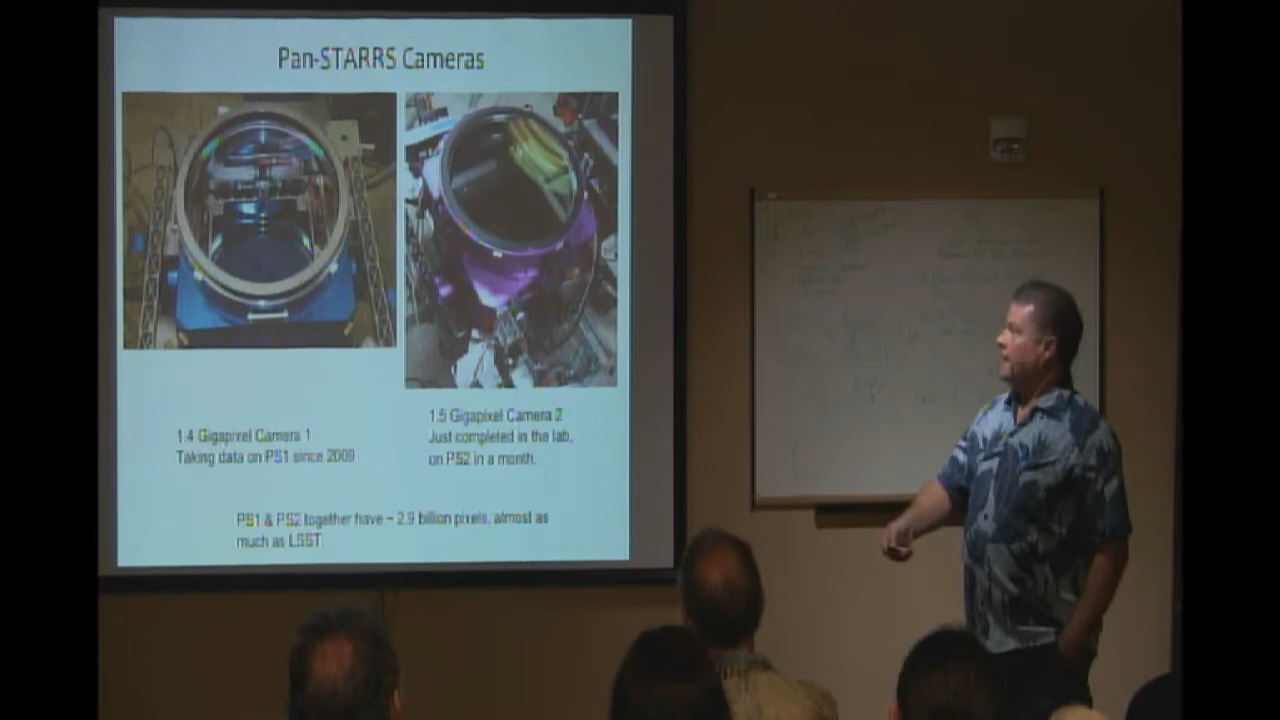 Pan-STARRS Cameras
1.4 Gigapixel Camera 1
Taking data on PS1 since 2009
1.5 Gigapixel Camera 2
Just completed in the lab,
on PS2 in a month.
PS1 & PS2 together have ~ 2.9 billion pixels, almost as
much as LSST.